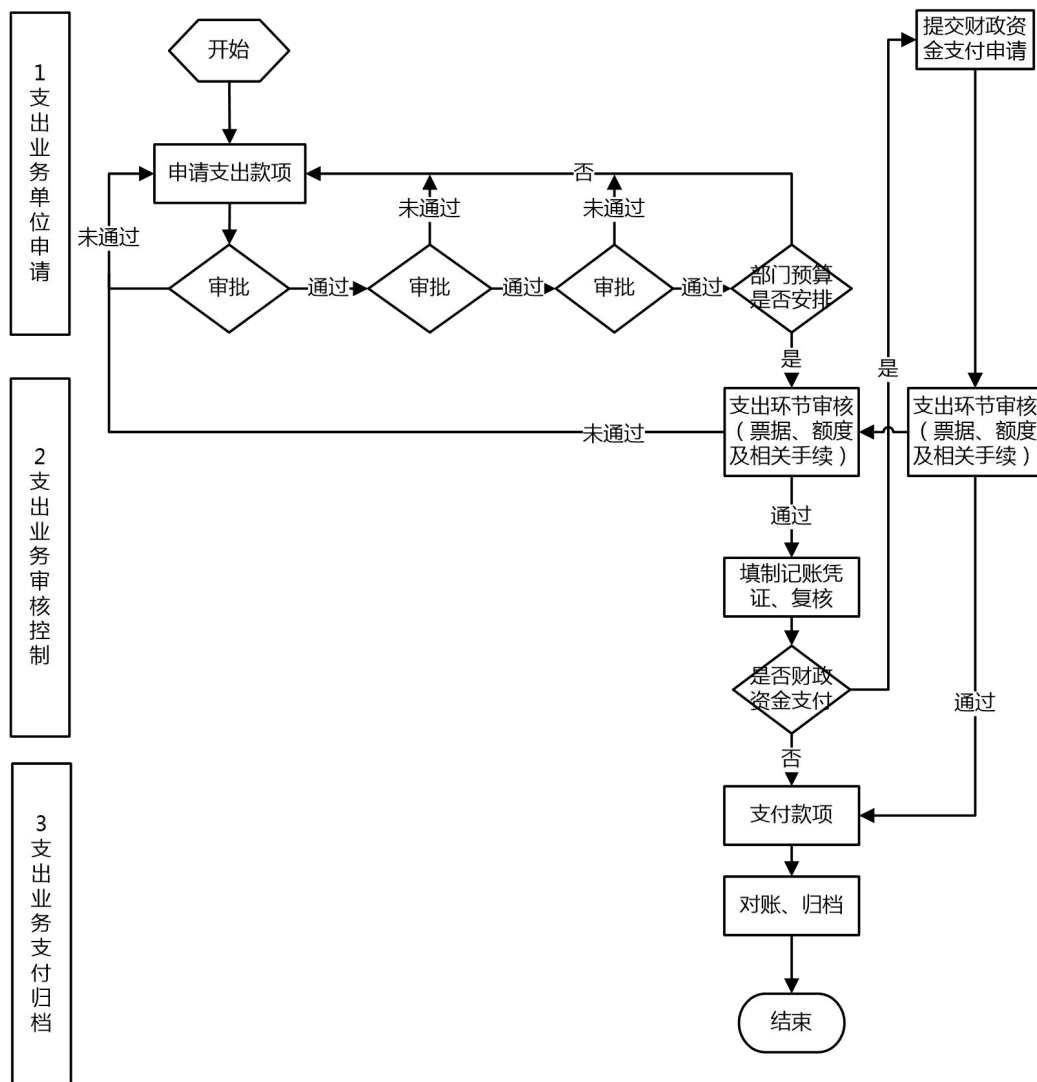 1支出业务单位申请
开始
提交财政资
金支付申请
申请支出款项
否
未通过
未通过
未通过
审批
通过
审批
通过
审批
通过
部门预算
是否安排
是
是
2支出业务审核控制
未通过
支出环节审核
（票据、额度
及相关手续）
支出环节审核
（票据、额度
及相关手续）
通过
填制记账凭
证、复核
是否财政
资金支付
通过
否
3支出业务支付归档
支付款项
对账、归档
结束